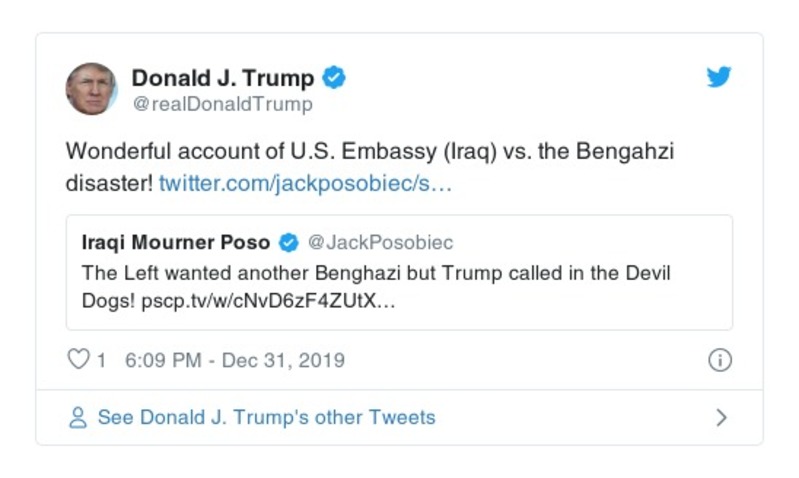 Donald J. Trump
@realDonaldTrump
Wonderful account of U.S. Embassy (Iraq) vs. the Bengahzi
disaster! twitter.com/jackposobiec/s…
Iraqi Mourner Poso @JackPosobiec
The Left wanted another Benghazi but Trump called in the Devil
Dogs! pscp.tv/w/cNvD6zF4ZUtX…
1 6:09 PM - Dec 31, 2019
See Donald J. Trump's other Tweets